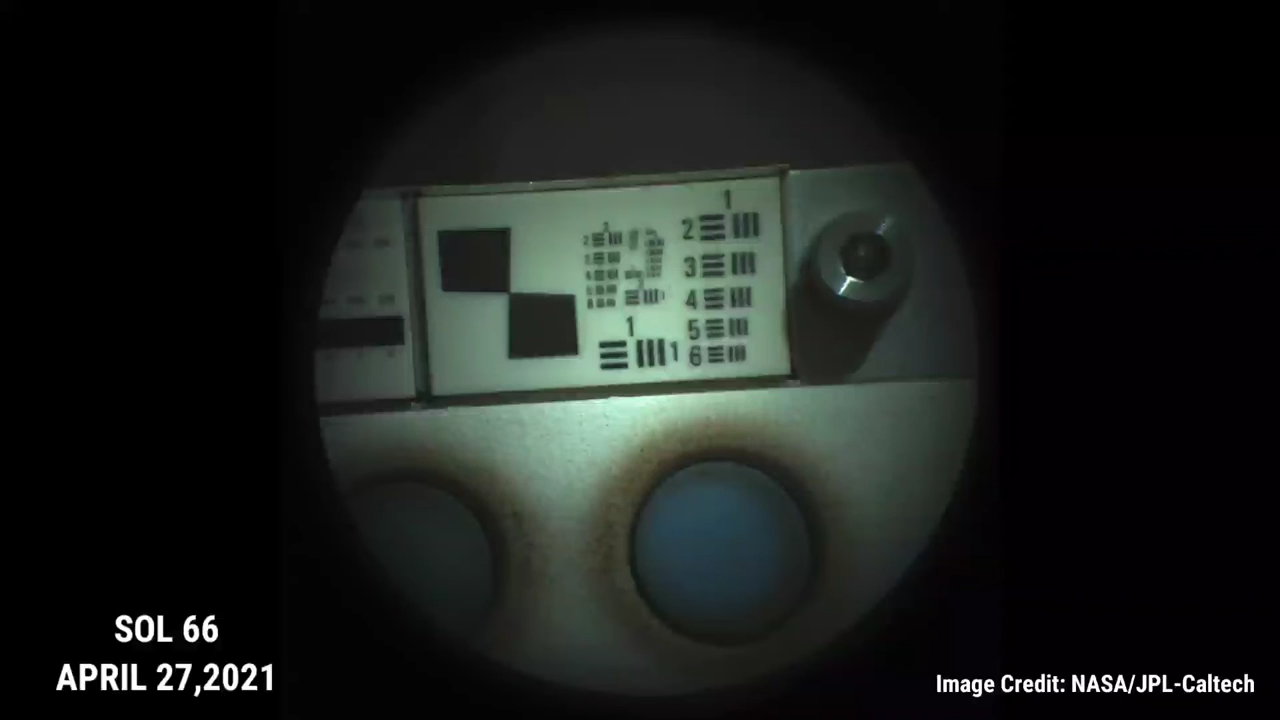 1
2
3
4
5
6
1
1
SOL 66
APRIL 27,2021
Image Credit: NASA/JPL-Caltech